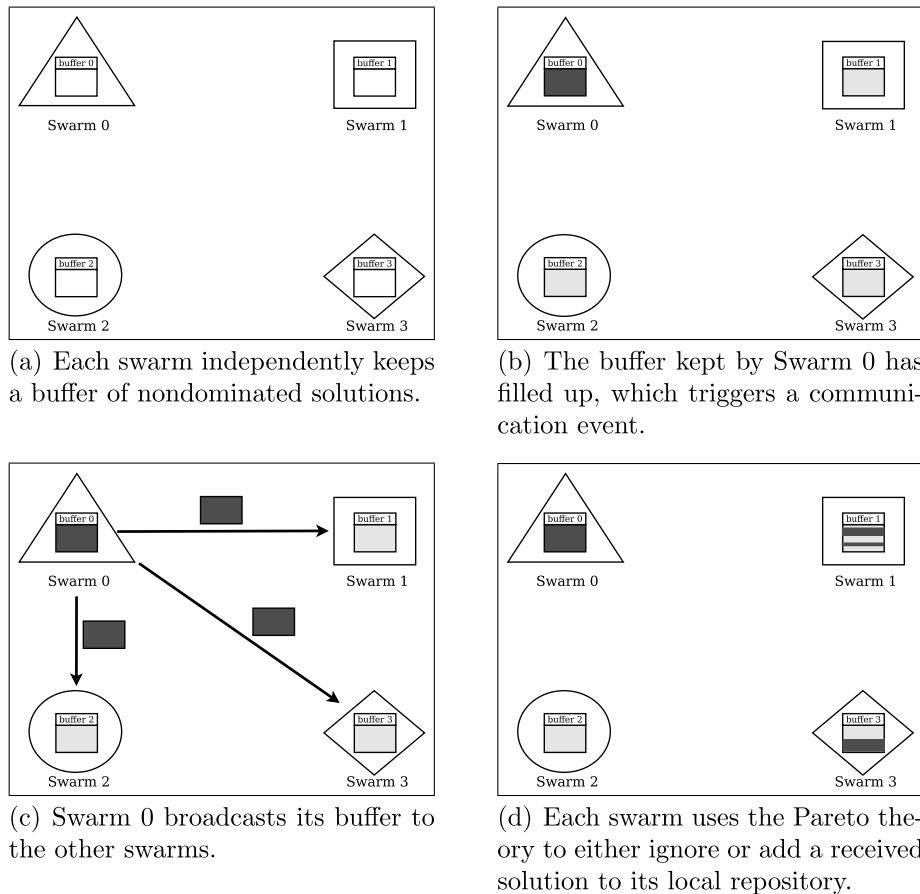 buffer 0
buffer 1
Swarm 0
Swarm 1
buffer 2
buffer 3
Swarm 2
Swarm 3
(a) Each swarm independently keeps
a buffer of nondominated solutions.
buffer 0
buffer 1
Swarm 0
Swarm 1
buffer 2
buffer 3
Swarm 2
Swarm 3
(b) The buffer kept by Swarm 0 has
filled up, which triggers a communi-
cation event.
buffer 0
buffer 1
Swarm 0
Swarm 1
buffer 2
buffer 3
Swarm 2
Swarm 3
(c) Swarm 0 broadcasts its buffer to
the other swarms.
buffer 0
buffer 1
Swarm 0
Swarm 1
buffer 2
buffer 3
Swarm 2
Swarm 3
(d) Each swarm uses the Pareto the-
ory to either ignore or add a received
solution to its local repository.